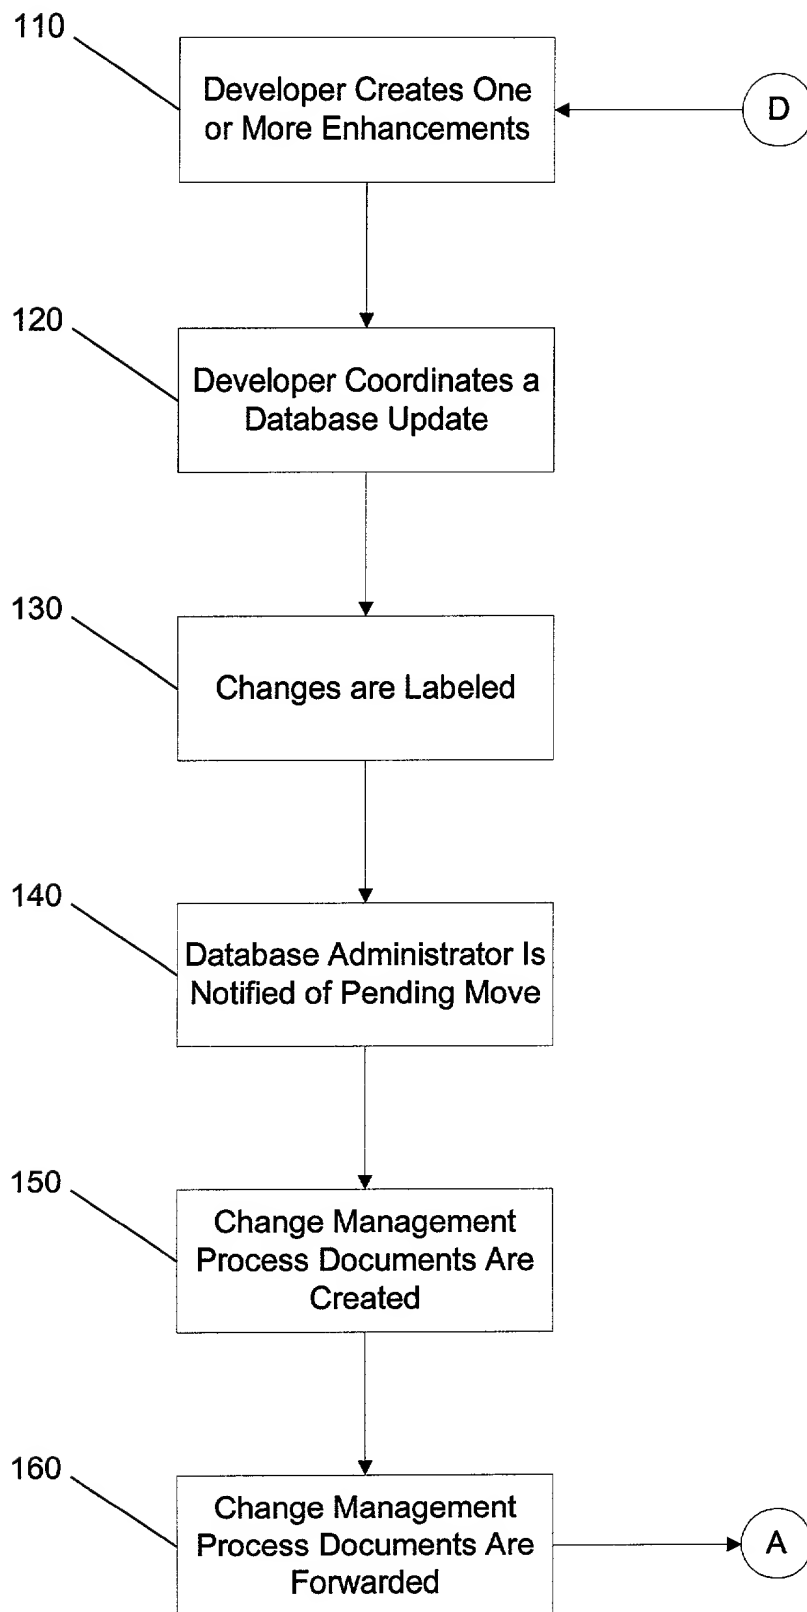 110
Developer Creates One
or More Enhancements
D
120
Developer Coordinates a
Database Update
130
Changes are Labeled
140
Database Administrator Is
Notified of Pending Move
150
Change Management
Process Documents Are
Created
160
Change Management
Process Documents Are
Forwarded
A